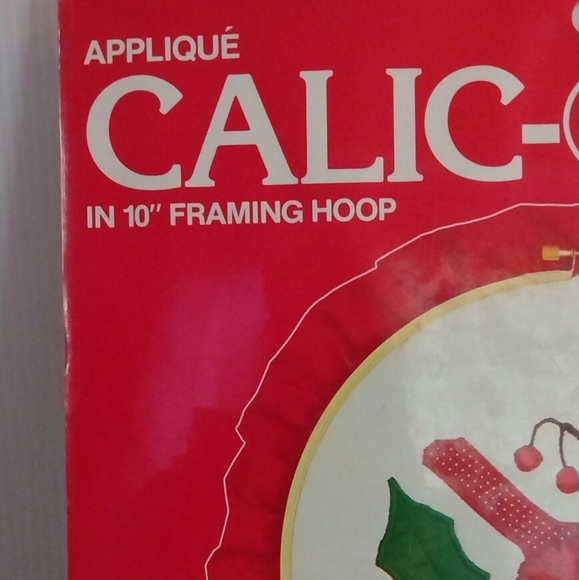 APPLIQUÉ
CALIC-
IN 10" FRAMING HOOP